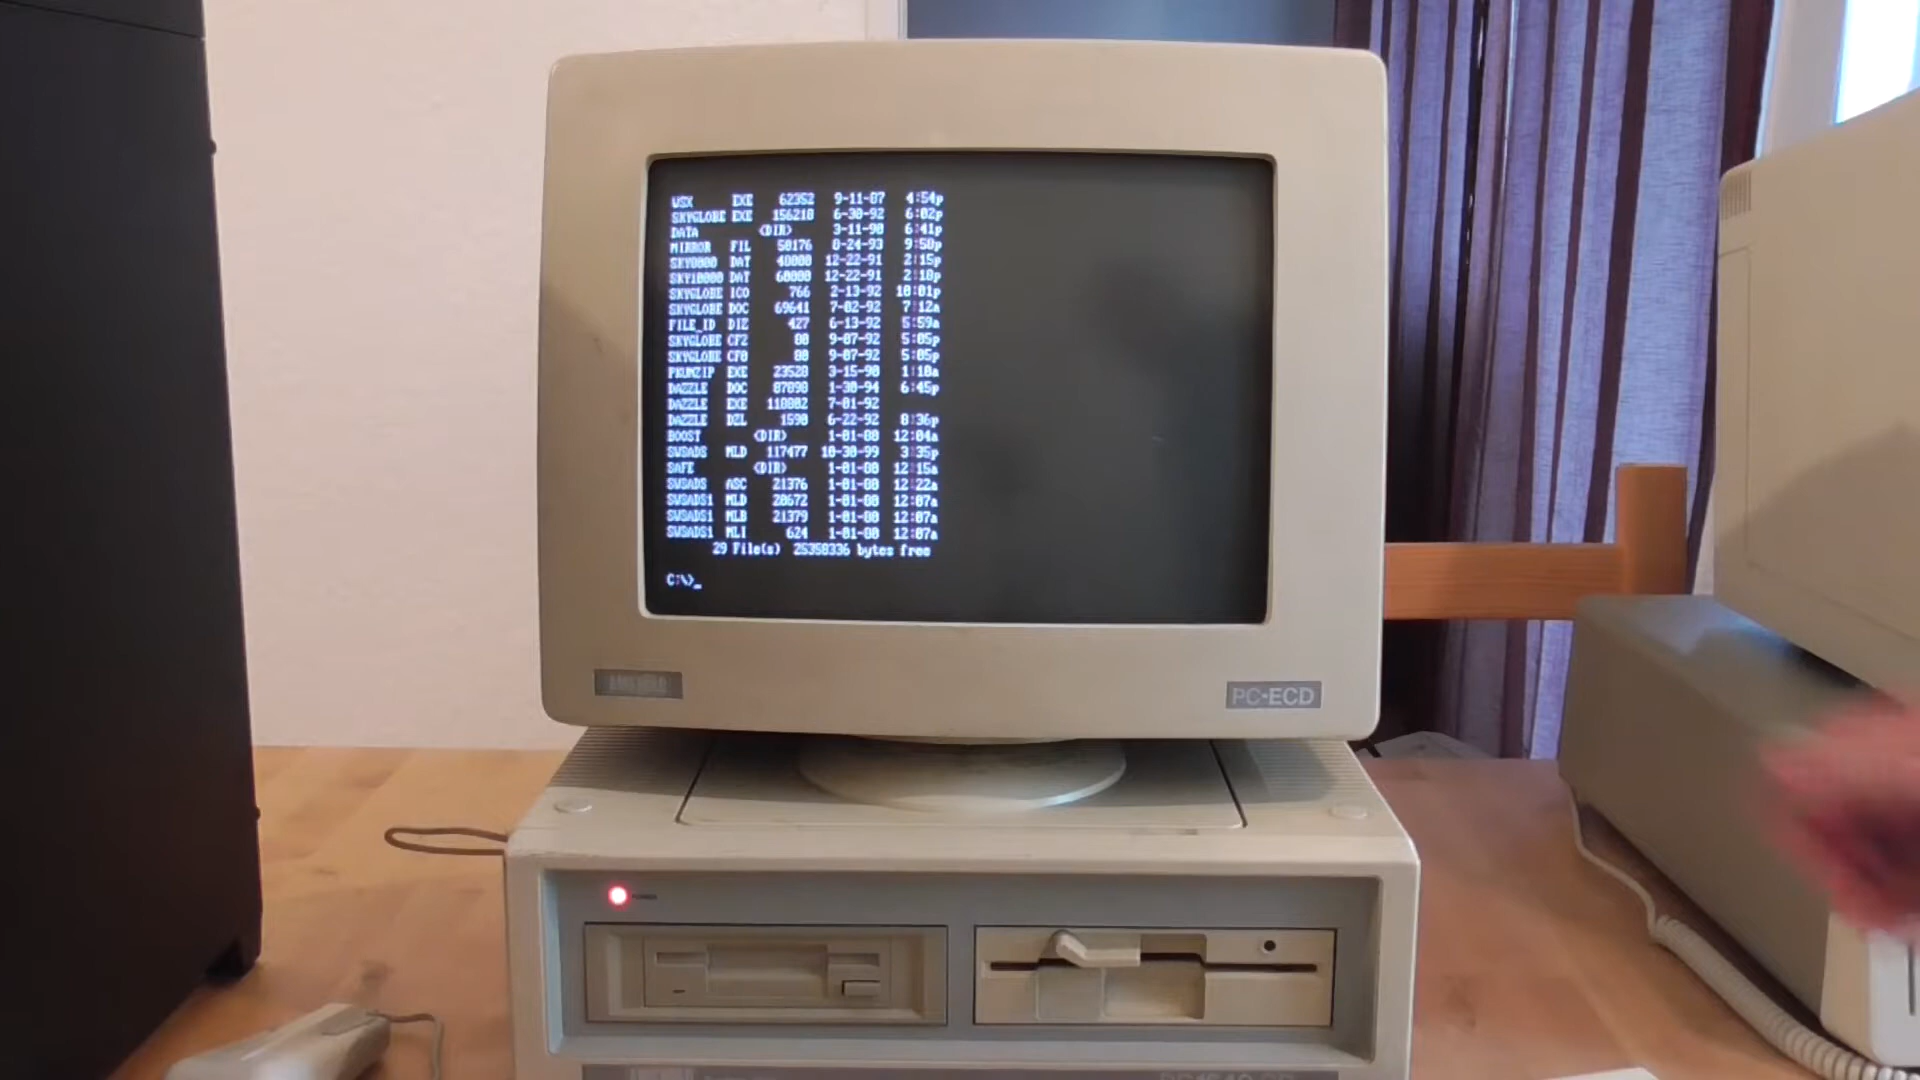 WSX EXE 62352 9-11-87 4:54p
SKYGLOBE EXE 156218 6-30-92 6:02p
DATA <DIR> 3-11-90 6:41p
MIRROR FIL 50176 8-24-93 9:50p
SKY8000 DAT 48000 12-22-91 2:15p
SKY10000 DAT 60000 12-22-91 2:18p
SKYGLOBE ICO 766 2-13-92 10:01p
SKYGLOBE DOC 69641 7-02-92 7:12a
FILE_ID DIZ 427 6-13-92 5:59a
SKYGLOBE CF2 80 9-07-92 5:05p
SKYGLOBE CF0 80 9-07-92 5:05p
PKUNZIP EXE 23528 3-15-90 1:10a
DAZZLE DOC 87898 1-30-94 6:45p
DAZZLE EXE 118802 7-01-92
DAZZLE DZL 1590 6-22-92 8:36p
BOOST <DIR> 1-01-80 12:04a
SWSADS MLD 117477 10-30-99 3:35p
SAFE <DIR> 1-01-80 12:15a
SWSADS ASC 21376 1-01-80 12:22a
SWSADS1 MLD 20672 1-01-80 12:07a
SWSADS1 MLB 21379 1-01-80 12:07a
SWSADS1 MLI 624 1-01-80 12:07a
29 File(s) 25350336 bytes free
C:\>_
PC-ECD